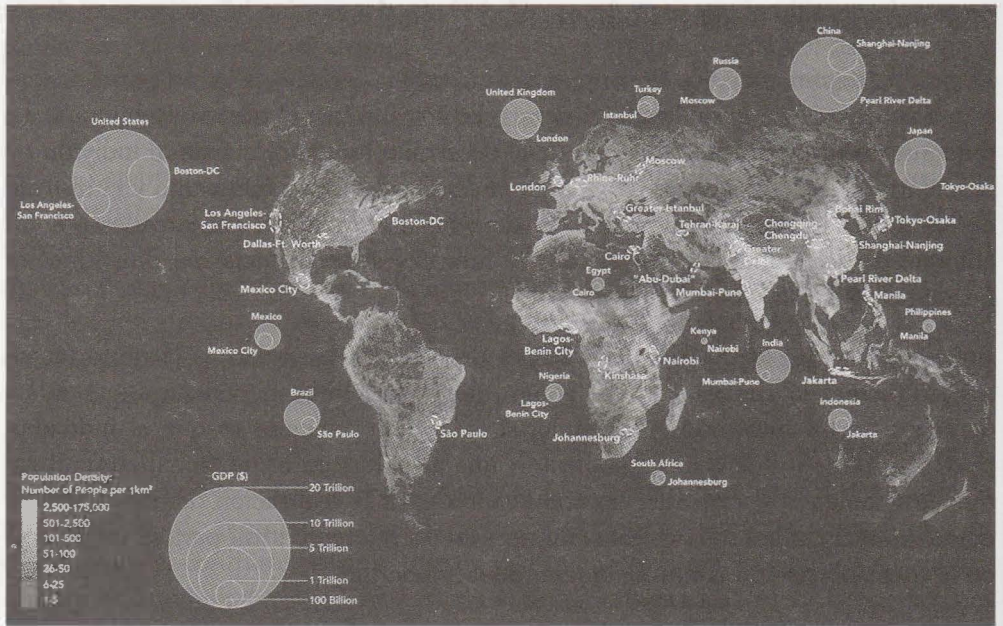 China
Shanghai-Nanjing
Pearl River Delta
Russia
Moscow
Turkey
Istanbul
United Kingdom
London
United States
Boston-DC
Los Angeles-
San Francisco
Japan
Tokyo-Osaka
Moscow
London
Rhine-Ruhr
Los Angeles-
San Francisco
Boston-DC
Greater-Istanbul
Tehran-Karaj
Chongqing
Chengdu
Bohai Rim
Tokyo-Osaka
Dallas-Ft. Worth
Cairo
Greater
Delhi
Shanghai-Nanjing
Egypt
Cairo
"Abu-Dubai"
Pearl River Delta
Mexico City
Mumbai-Pune
Manila
Mexico
Mexico City
Lagos-
Benin City
Kenya
Nairobi
Philippines
Manila
India
Mumbai-Pune
Nairobi
Kinshasa
Nigeria
Lagos-
Benin City
Jakarta
Brazil
São Paulo
São Paulo
Indonesia
Jakarta
Johannesburg
South Africa
Johannesburg
Population Density:
Number of People per 1km²
2,500-175,000
501-2,500
101-500
51-100
26-50
6-25
1-5
GDP ($)
20 Trillion
10 Trillion
5 Trillion
1 Trillion
100 Billion